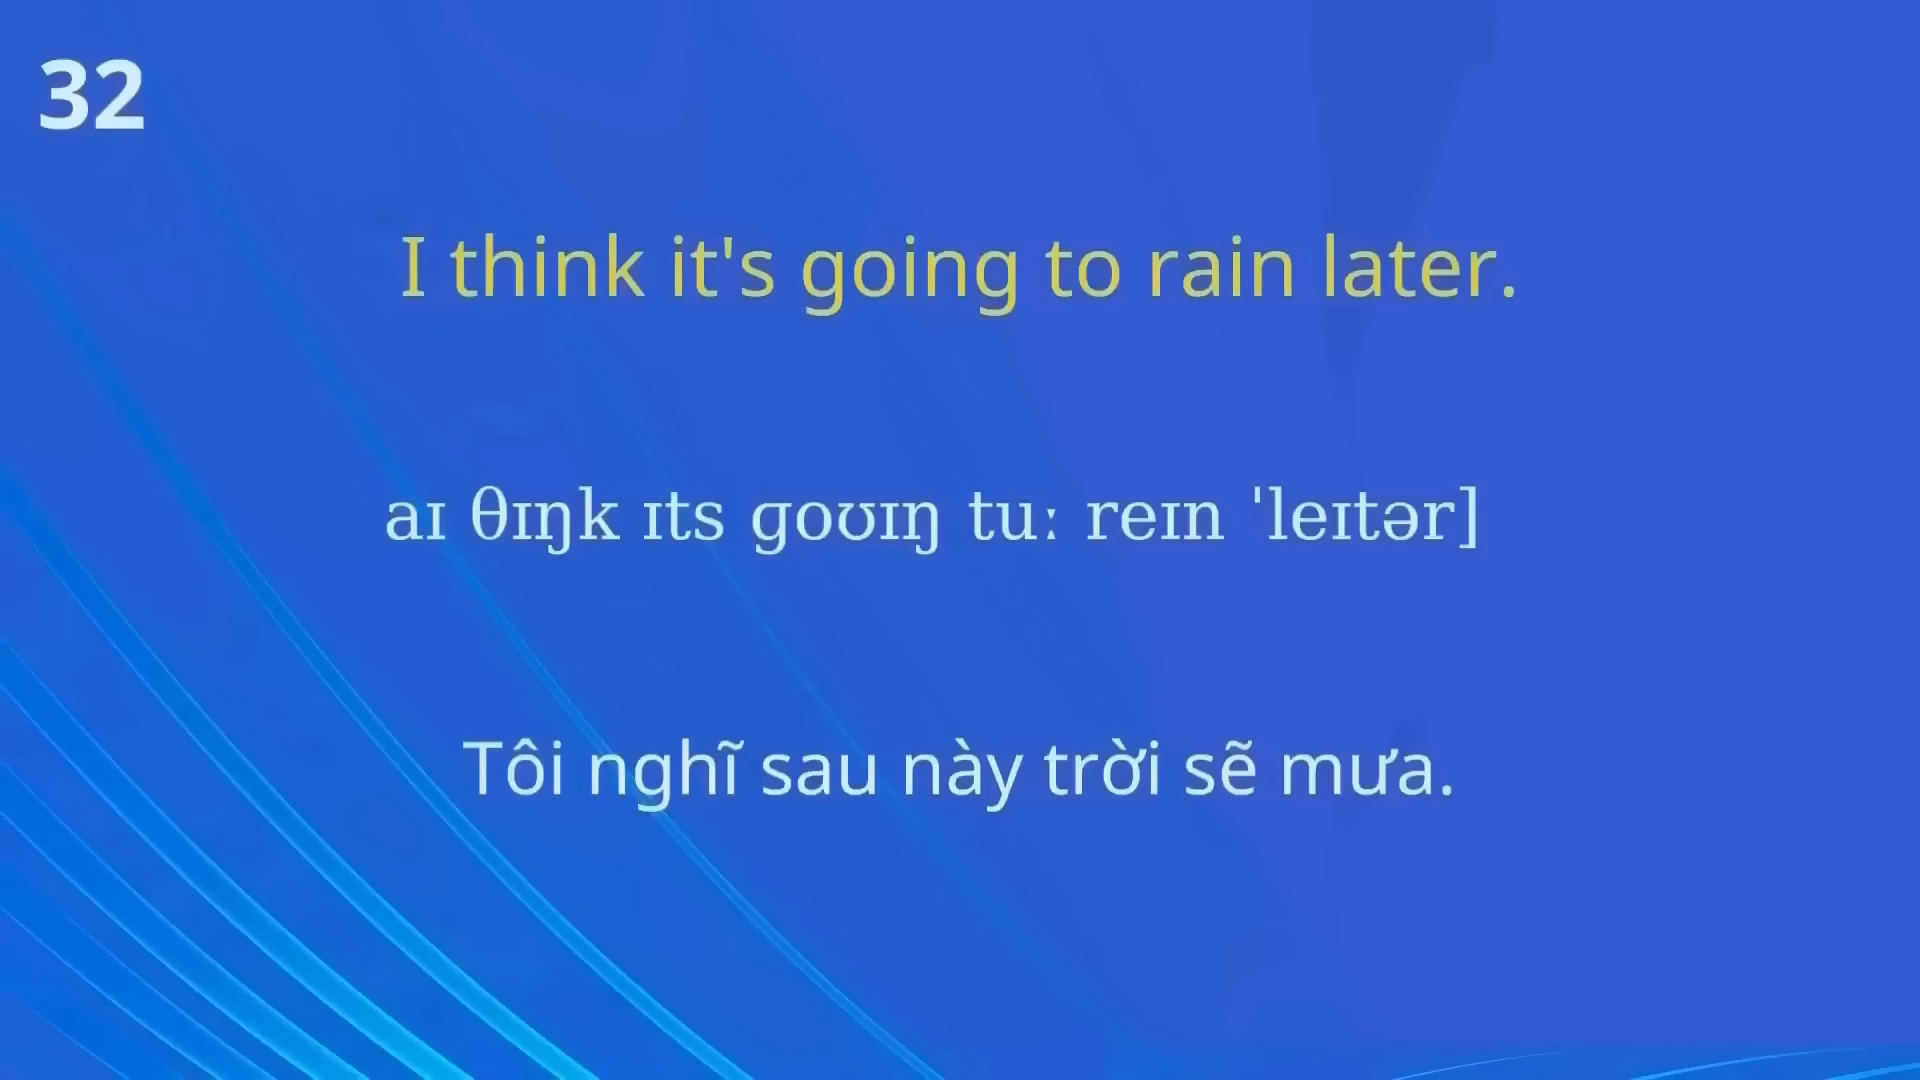 32
I think it's going to rain later.
aɪ θɪŋk ɪts ɡoʊɪŋ tuː reɪn ˈleɪtər]
Tôi nghĩ sau này trời sẽ mưa.